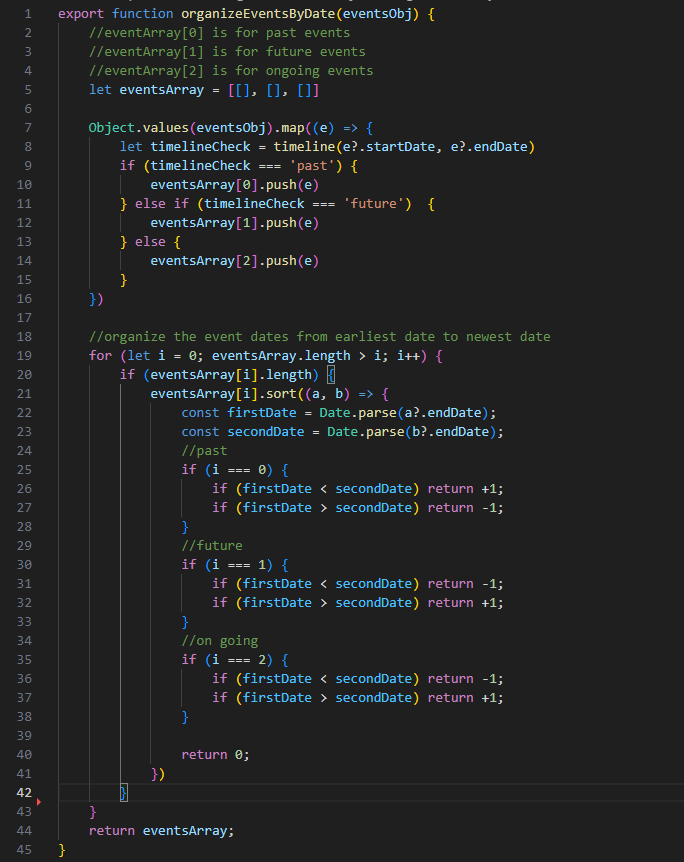 1 export function organizeEventsByDate(eventsObj) {
2     //eventArray[0] is for past events
3     //eventArray[1] is for future events
4     //eventArray[2] is for ongoing events
5     let eventsArray = [[], [], []]
6
7     Object.values(eventsObj).map((e) => {
8         let timelineCheck = timeline(e?.startDate, e?.endDate)
9         if (timelineCheck === 'past') {
10             eventsArray[0].push(e)
11         } else if (timelineCheck === 'future')  {
12             eventsArray[1].push(e)
13         } else {
14             eventsArray[2].push(e)
15         }
16     })
17
18     //organize the event dates from earliest date to newest date
19     for (let i = 0; eventsArray.length > i; i++) {
20         if (eventsArray[i].length) {
21             eventsArray[i].sort((a, b) => {
22                 const firstDate = Date.parse(a?.endDate);
23                 const secondDate = Date.parse(b?.endDate);
24                 //past
25                 if (i === 0) {
26                     if (firstDate < secondDate) return +1;
27                     if (firstDate > secondDate) return -1;
28                 }
29                 //future
30                 if (i === 1) {
31                     if (firstDate < secondDate) return -1;
32                     if (firstDate > secondDate) return +1;
33                 }
34                 //on going
35                 if (i === 2) {
36                     if (firstDate < secondDate) return -1;
37                     if (firstDate > secondDate) return +1;
38                 }
39
40                 return 0;
41             })
42         }
43     }
44     return eventsArray;
45 }